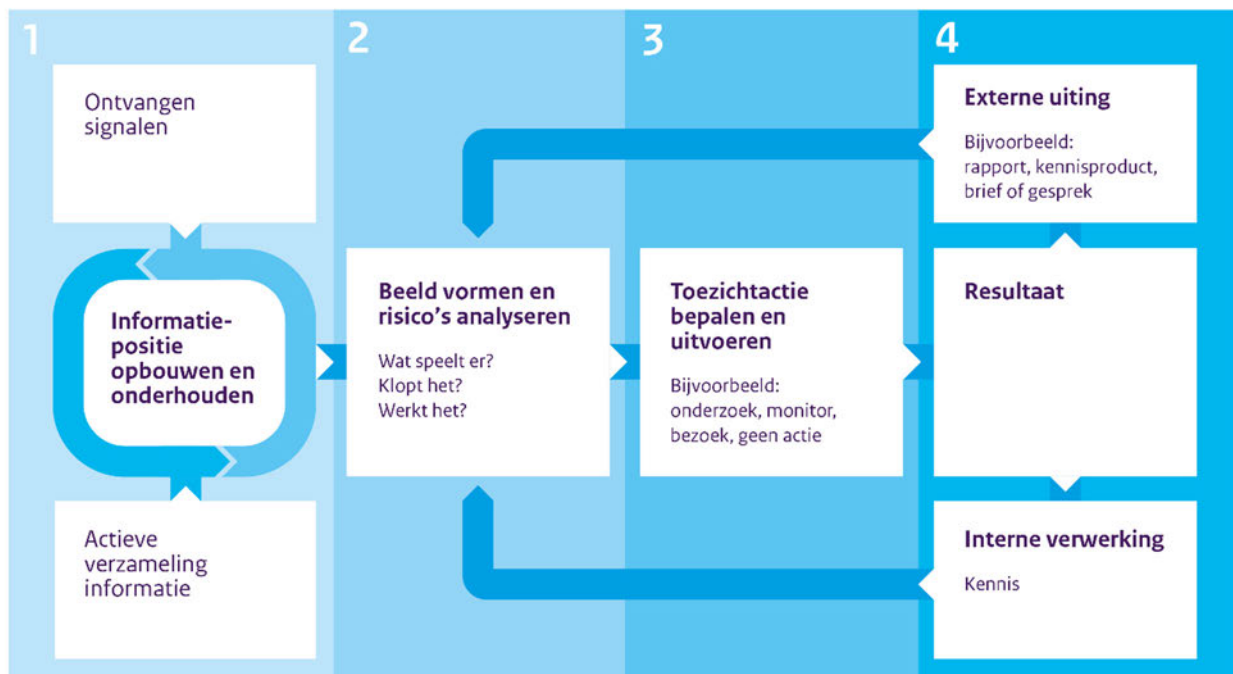 1
Ontvangen
signalen
Informatie-
positie
opbouwen en
onderhouden
Actieve
verzameling
informatie
2
Beeld vormen en
risico's analyseren
Wat speelt er?
Klopt het?
Werkt het?
3
Toezichtactie
bepalen en
uitvoeren
Bijvoorbeeld:
onderzoek, monitor,
bezoek, geen actie
4
Externe uiting
Bijvoorbeeld:
rapport, kennisproduct,
brief of gesprek
Resultaat
Interne verwerking
Kennis